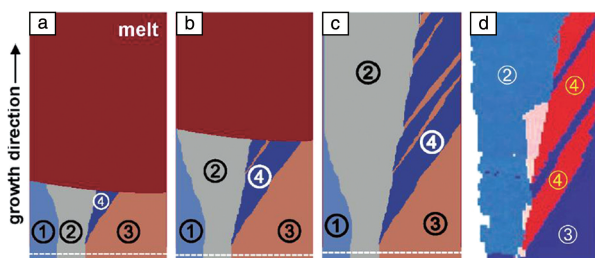 a
melt
growth direction
①
②
④
③
b
②
④
①
③
c
②
④
①
③
d
②
④
④
③